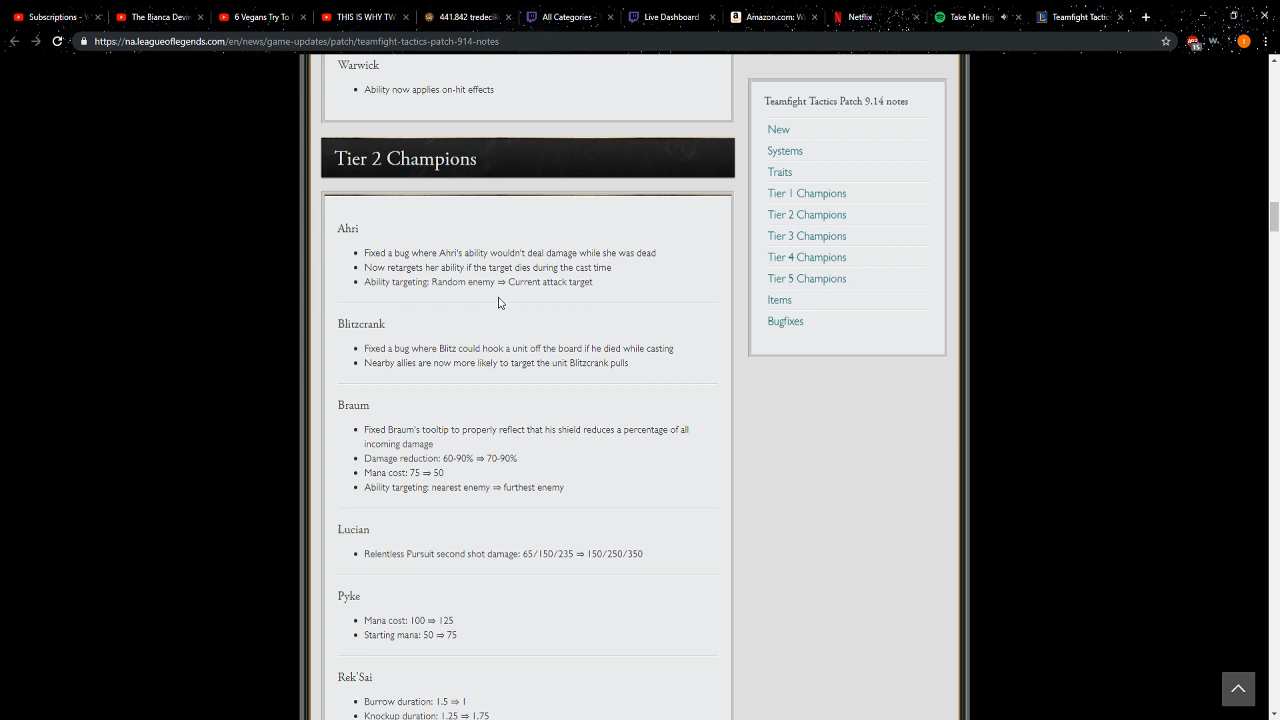 Subscriptions - Y
The Bianca Devin
6 Vegans Try To
THIS IS WHY TW
441.842 tredeci
All Categories -
Live Dashboard
Amazon.com: W
Netflix
Take Me Hig
Teamfight Tactic
https://na.leagueoflegends.com/en/news/game-updates/patch/teamfight-tactics-patch-914-notes
Warwick
Ability now applies on-hit effects
Tier 2 Champions
Ahri
Fixed a bug where Ahri's ability wouldn't deal damage while she was dead
Now retargets her ability if the target dies during the cast time
Ability targeting: Random enemy ⇒ Current attack target
Blitzcrank
Fixed a bug where Blitz could hook a unit off the board if he died while casting
Nearby allies are now more likely to target the unit Blitzcrank pulls
Braum
Fixed Braum's tooltip to properly reflect that his shield reduces a percentage of all
incoming damage
Damage reduction: 60-90% ⇒ 70-90%
Mana cost: 75 ⇒ 50
Ability targeting: nearest enemy ⇒ furthest enemy
Lucian
Relentless Pursuit second shot damage: 65/150/235 ⇒ 150/250/350
Pyke
Mana cost: 100 ⇒ 125
Starting mana: 50 ⇒ 75
Rek'Sai
Burrow duration: 1.5 ⇒ 1
Knockup duration: 1.25 ⇒ 1.75
Teamfight Tactics Patch 9.14 notes
New
Systems
Traits
Tier 1 Champions
Tier 2 Champions
Tier 3 Champions
Tier 4 Champions
Tier 5 Champions
Items
Bugfixes